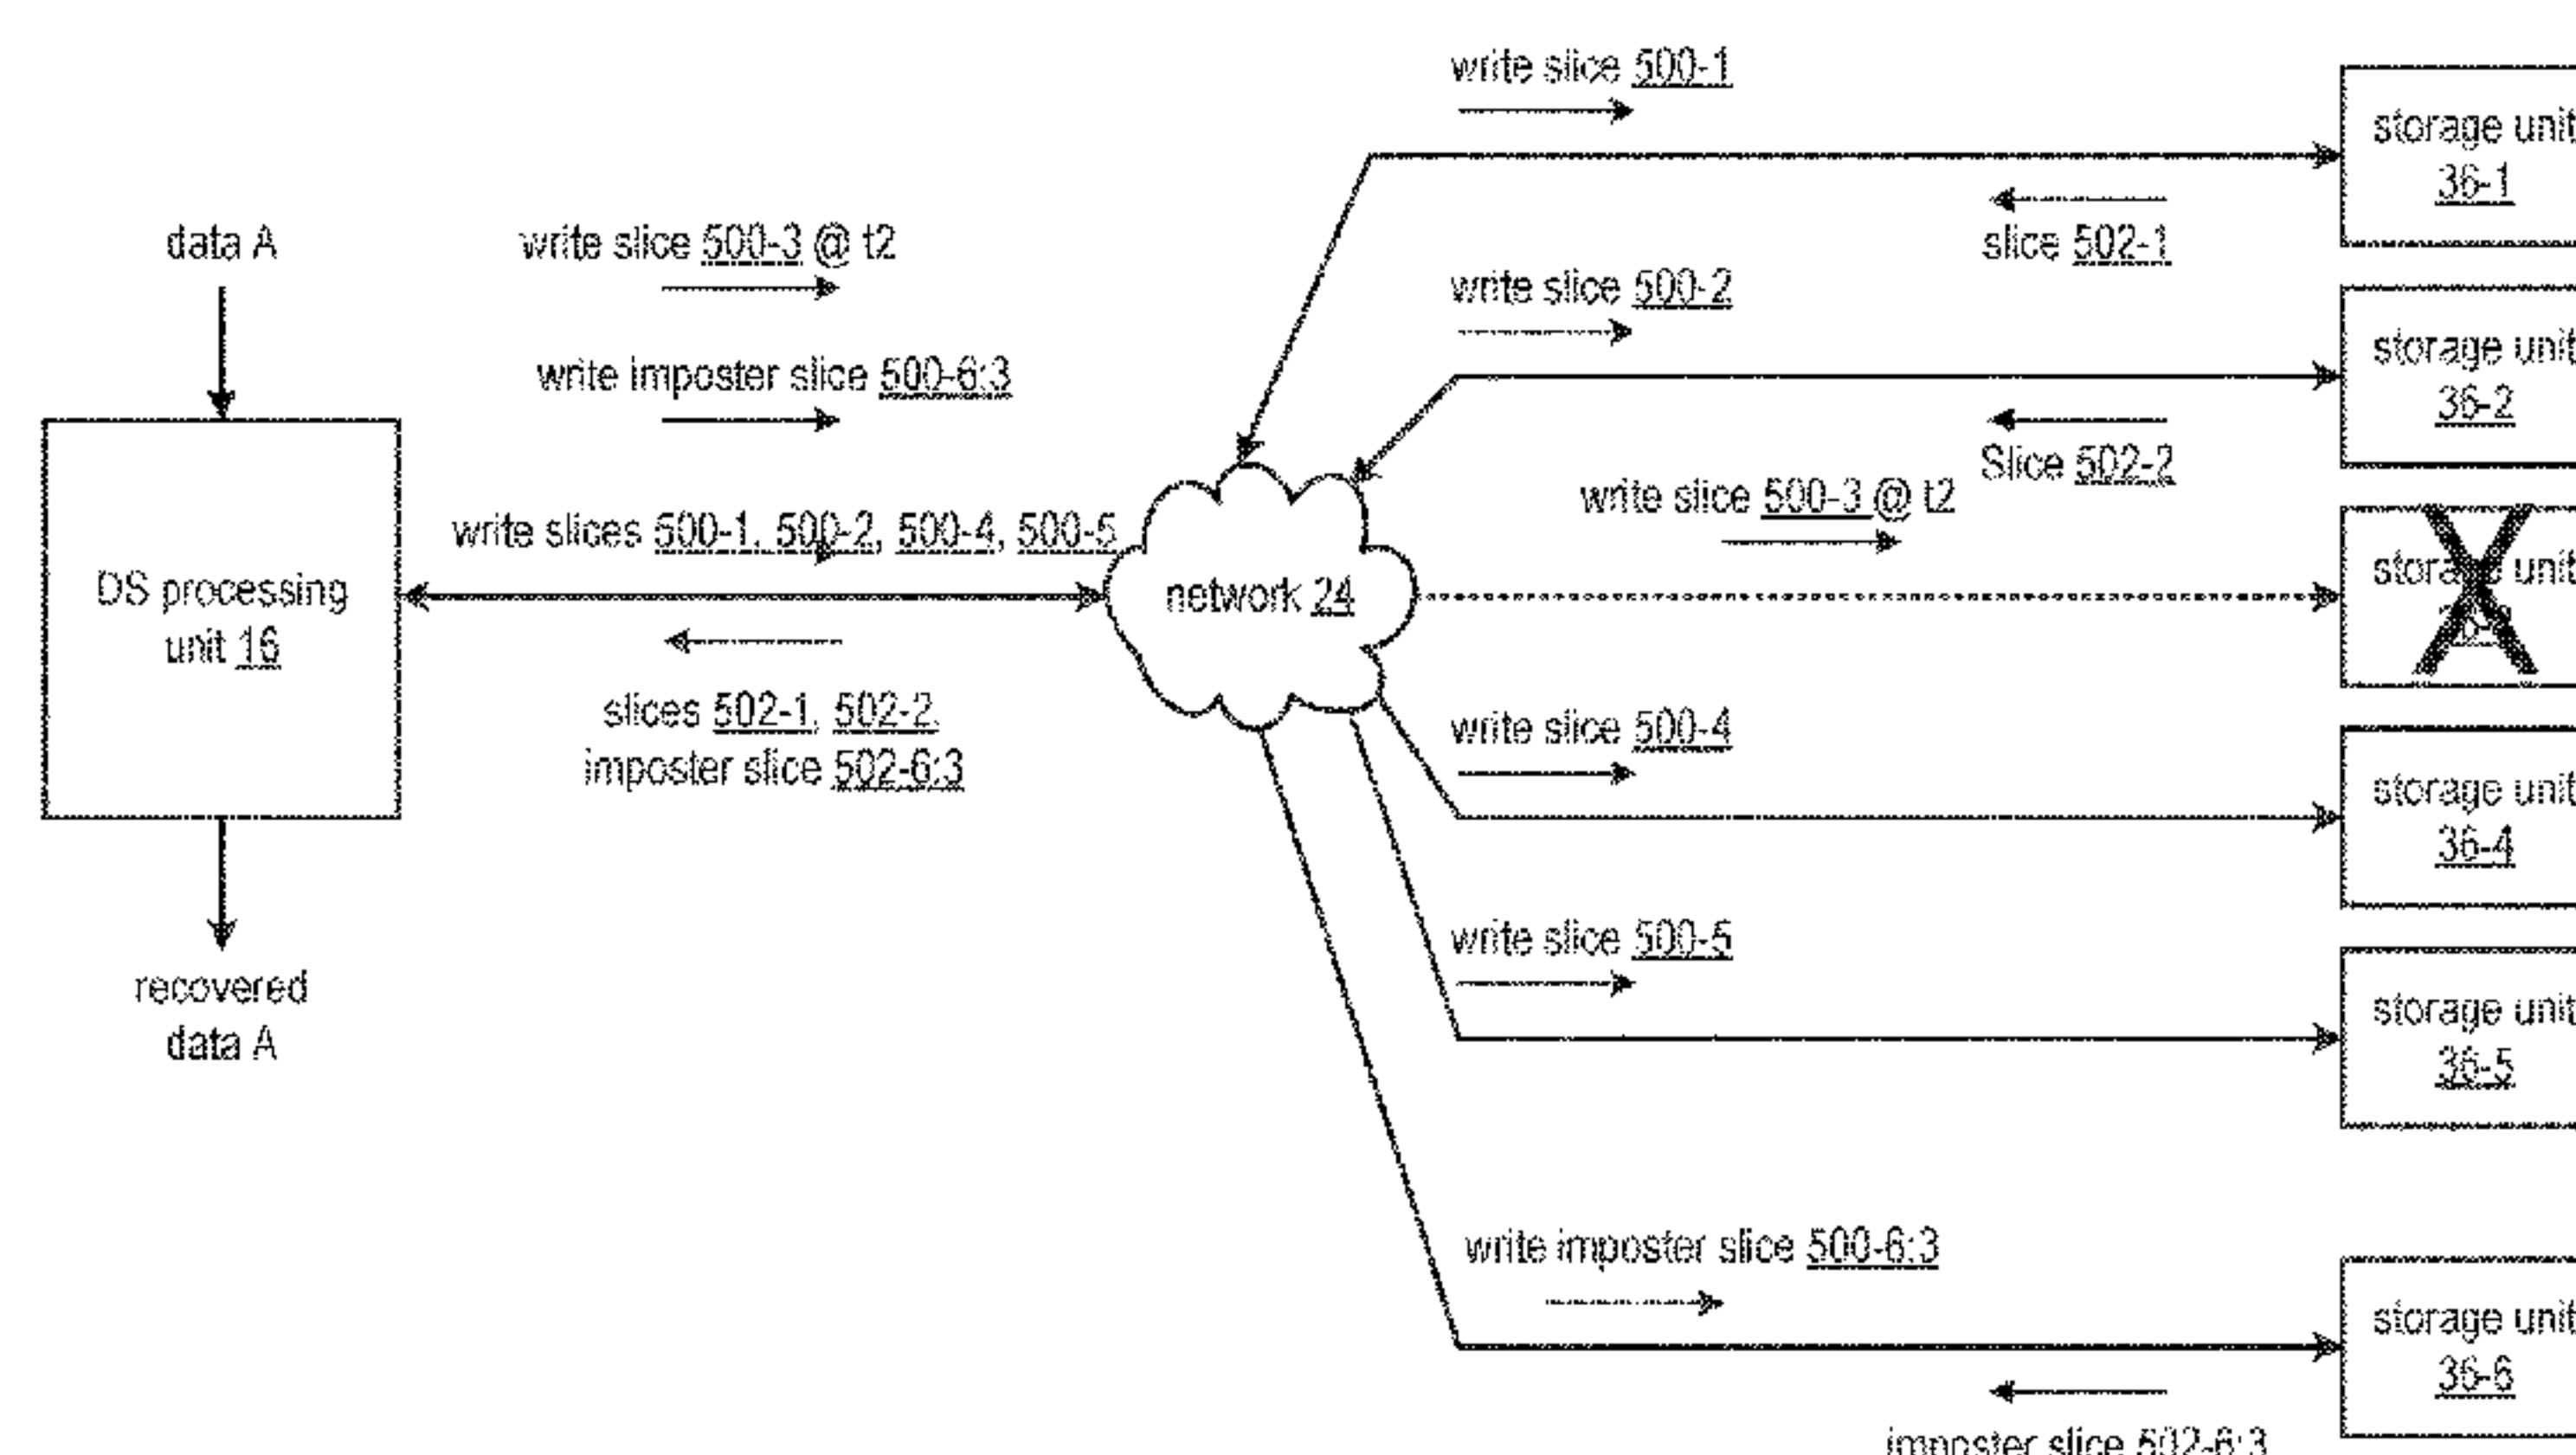 write slice 500-1
storage unit
36-1
slice 502-1
data A
write slice 500-3 @ t2
write slice 500-2
storage unit
36-2
Slice 502-2
write imposter slice 500-6:3
write slice 500-3 @ t2
write slices 500-1, 500-2, 500-4, 500-5
DS processing
unit 16
network 24
storage unit
slices 502-1, 502-2,
imposter slice 502-6:3
write slice 500-4
storage unit
36-4
write slice 500-5
storage unit
36-5
recovered
data A
write imposter slice 500-6:3
storage unit
36-6
imposter slice 502-6:3